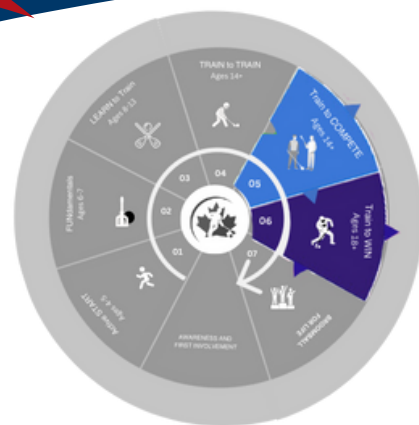 TRAIN to TRAIN
Ages 14+
04
Train to COMPETE
Ages 14+
05
Train to WIN
Ages 18+
06
BROOMBALL
FOR LIFE
07
AWARENESS AND
FIRST INVOLVEMENT
Active START
Ages 4-5
01
FUNdamentals
Ages 6-7
02
LEARN to Train
Ages 8-13
03